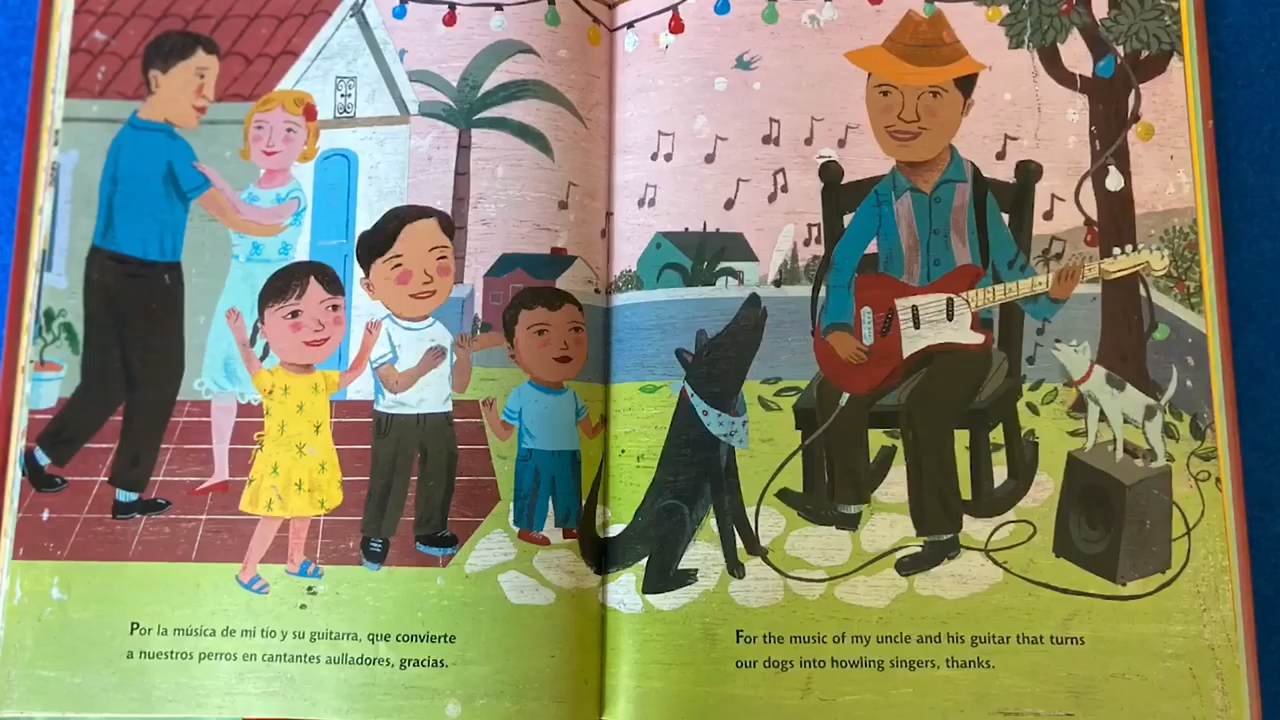 Por la música de mi tío y su guitarra, que convierte
a nuestros perros en cantantes aulladores, gracias.
For the music of my uncle and his guitar that turns
our dogs into howling singers, thanks.